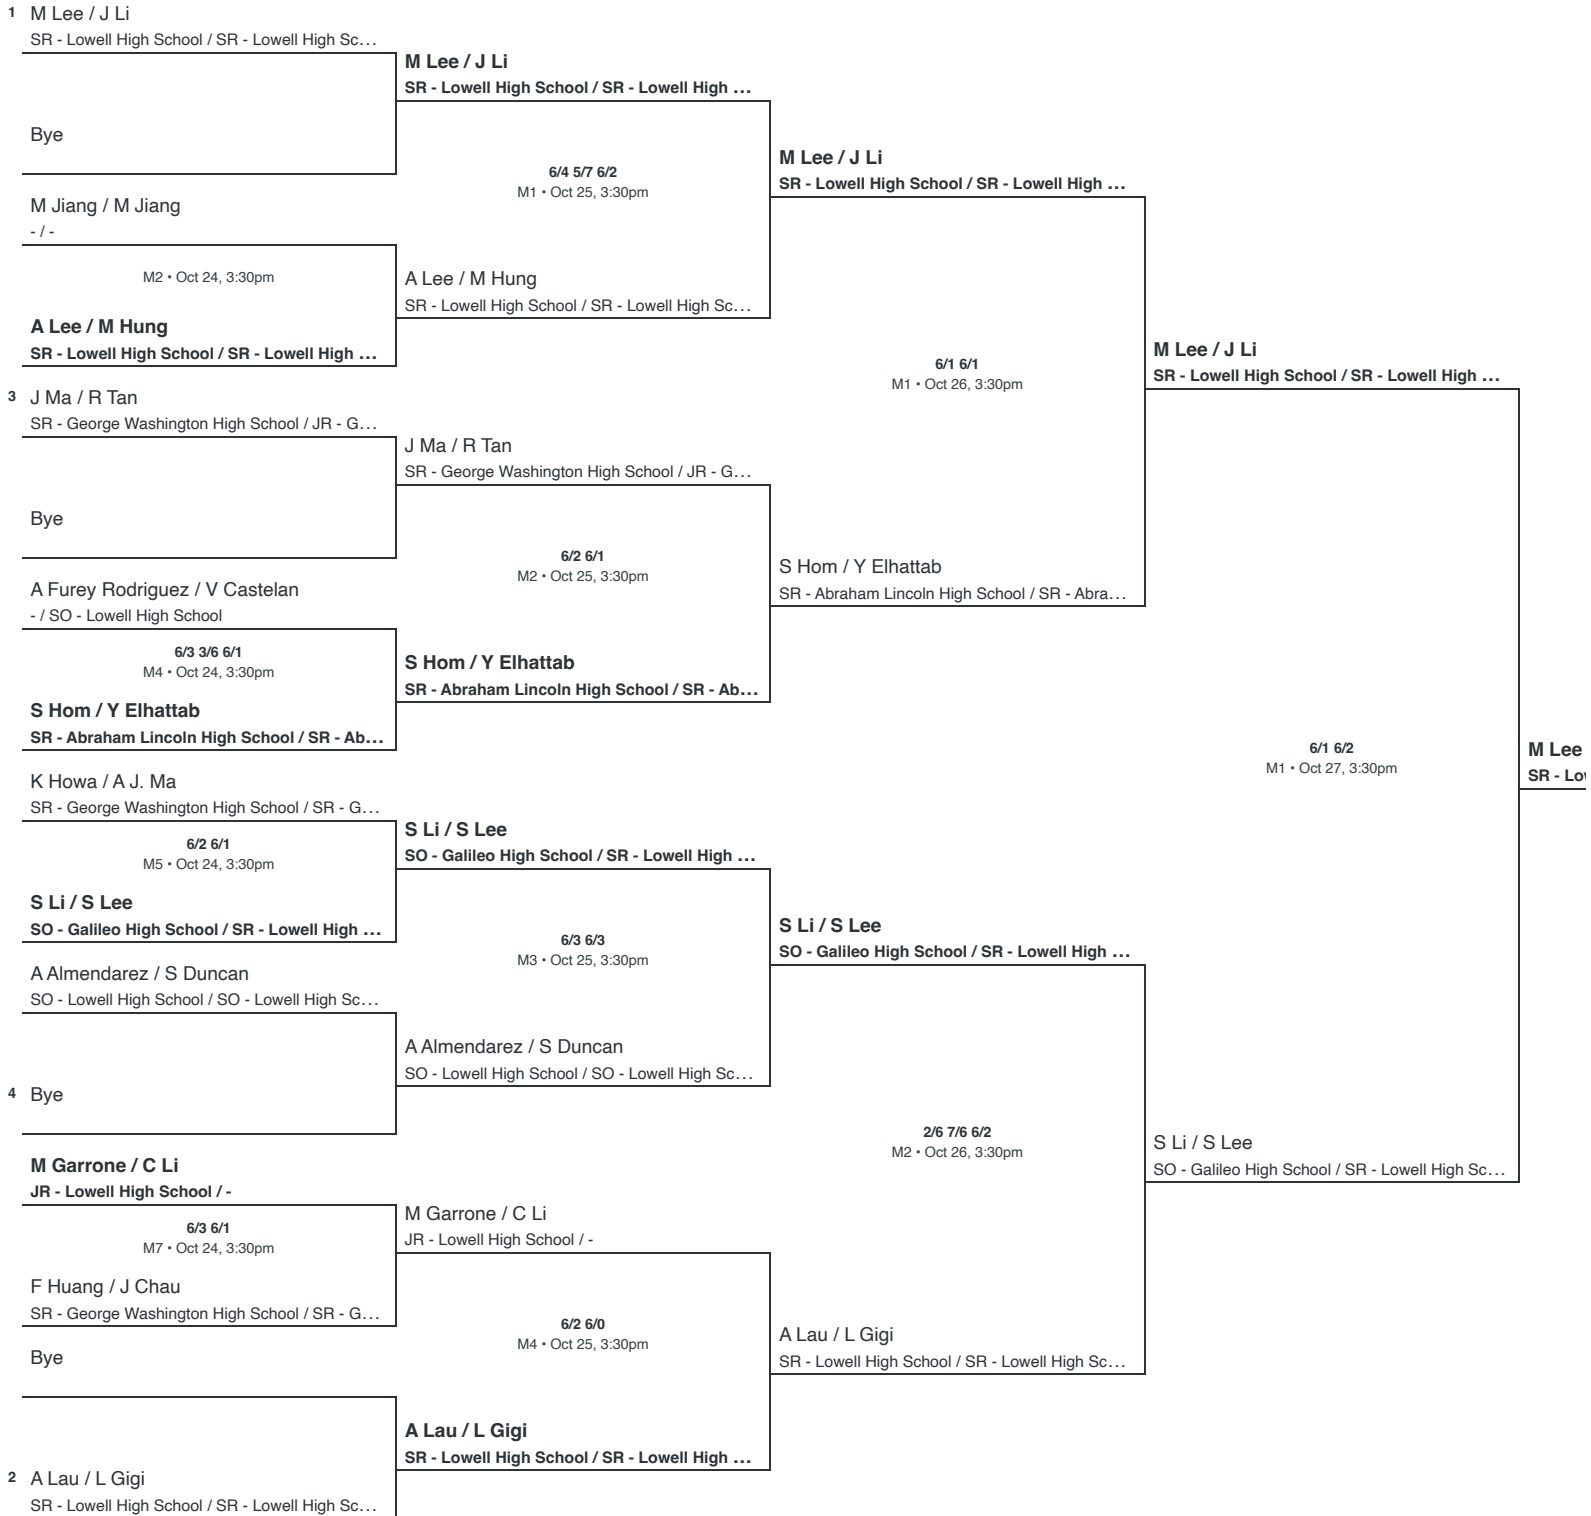 1 M Lee / J Li
SR - Lowell High School / SR - Lowell High Sc…
Bye
M Jiang / M Jiang
- / -
M2 • Oct 24, 3:30pm
A Lee / M Hung
SR - Lowell High School / SR - Lowell High …
3 J Ma / R Tan
SR - George Washington High School / JR - G…
Bye
A Furey Rodriguez / V Castelan
- / SO - Lowell High School
6/3 3/6 6/1
M4 • Oct 24, 3:30pm
S Hom / Y Elhattab
SR - Abraham Lincoln High School / SR - Ab…
K Howa / A J. Ma
SR - George Washington High School / SR - G…
6/2 6/1
M5 • Oct 24, 3:30pm
S Li / S Lee
SO - Galileo High School / SR - Lowell High …
A Almendarez / S Duncan
SO - Lowell High School / SO - Lowell High Sc…
4 Bye
M Garrone / C Li
JR - Lowell High School / -
6/3 6/1
M7 • Oct 24, 3:30pm
F Huang / J Chau
SR - George Washington High School / SR - G…
Bye
2 A Lau / L Gigi
SR - Lowell High School / SR - Lowell High Sc…
M Lee / J Li
SR - Lowell High School / SR - Lowell High …
6/4 5/7 6/2
M1 • Oct 25, 3:30pm
A Lee / M Hung
SR - Lowell High School / SR - Lowell High Sc…
J Ma / R Tan
SR - George Washington High School / JR - G…
6/2 6/1
M2 • Oct 25, 3:30pm
S Hom / Y Elhattab
SR - Abraham Lincoln High School / SR - Ab…
S Li / S Lee
SO - Galileo High School / SR - Lowell High …
6/3 6/3
M3 • Oct 25, 3:30pm
A Almendarez / S Duncan
SO - Lowell High School / SO - Lowell High Sc…
M Garrone / C Li
JR - Lowell High School / -
6/2 6/0
M4 • Oct 25, 3:30pm
A Lau / L Gigi
SR - Lowell High School / SR - Lowell High …
M Lee / J Li
SR - Lowell High School / SR - Lowell High …
6/1 6/1
M1 • Oct 26, 3:30pm
S Hom / Y Elhattab
SR - Abraham Lincoln High School / SR - Abra…
S Li / S Lee
SO - Galileo High School / SR - Lowell High …
2/6 7/6 6/2
M2 • Oct 26, 3:30pm
A Lau / L Gigi
SR - Lowell High School / SR - Lowell High Sc…
M Lee / J Li
SR - Lowell High School / SR - Lowell High …
6/1 6/2
M1 • Oct 27, 3:30pm
S Li / S Lee
SO - Galileo High School / SR - Lowell High Sc…
M Lee
SR - Lo